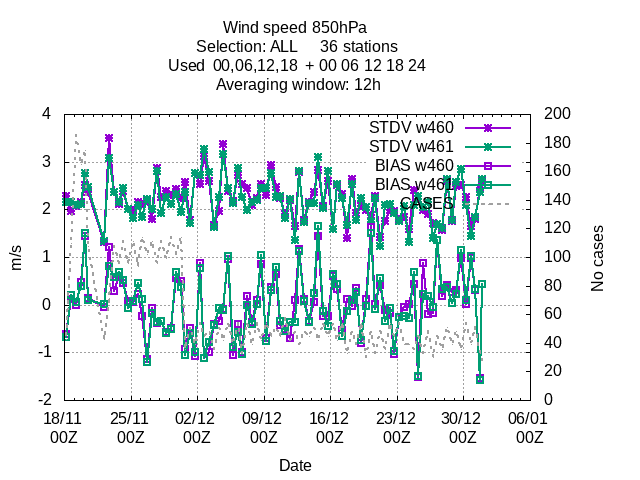 Wind speed 850hPa
Selection: ALL 36 stations
Used 00,06,12,18 + 00 06 12 18 24
Averaging window: 12h
STDV w460
STDV w461
BIAS w460
BIAS w461
CASES
4
3
2
1
0
-1
-2
m/s
200
180
160
140
120
100
80
60
40
20
0
No cases
18/11 25/11 02/12 09/12 16/12 23/12 30/12 06/01
00Z 00Z 00Z 00Z 00Z 00Z 00Z 00Z
Date